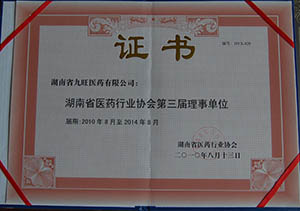 证书
湖南省九旺医药有限公司：
湖南省医药行业协会第三届理事单位
届期：2010年8月至2014年8月
湖南省医药行业协会
二〇一〇年八月十三日